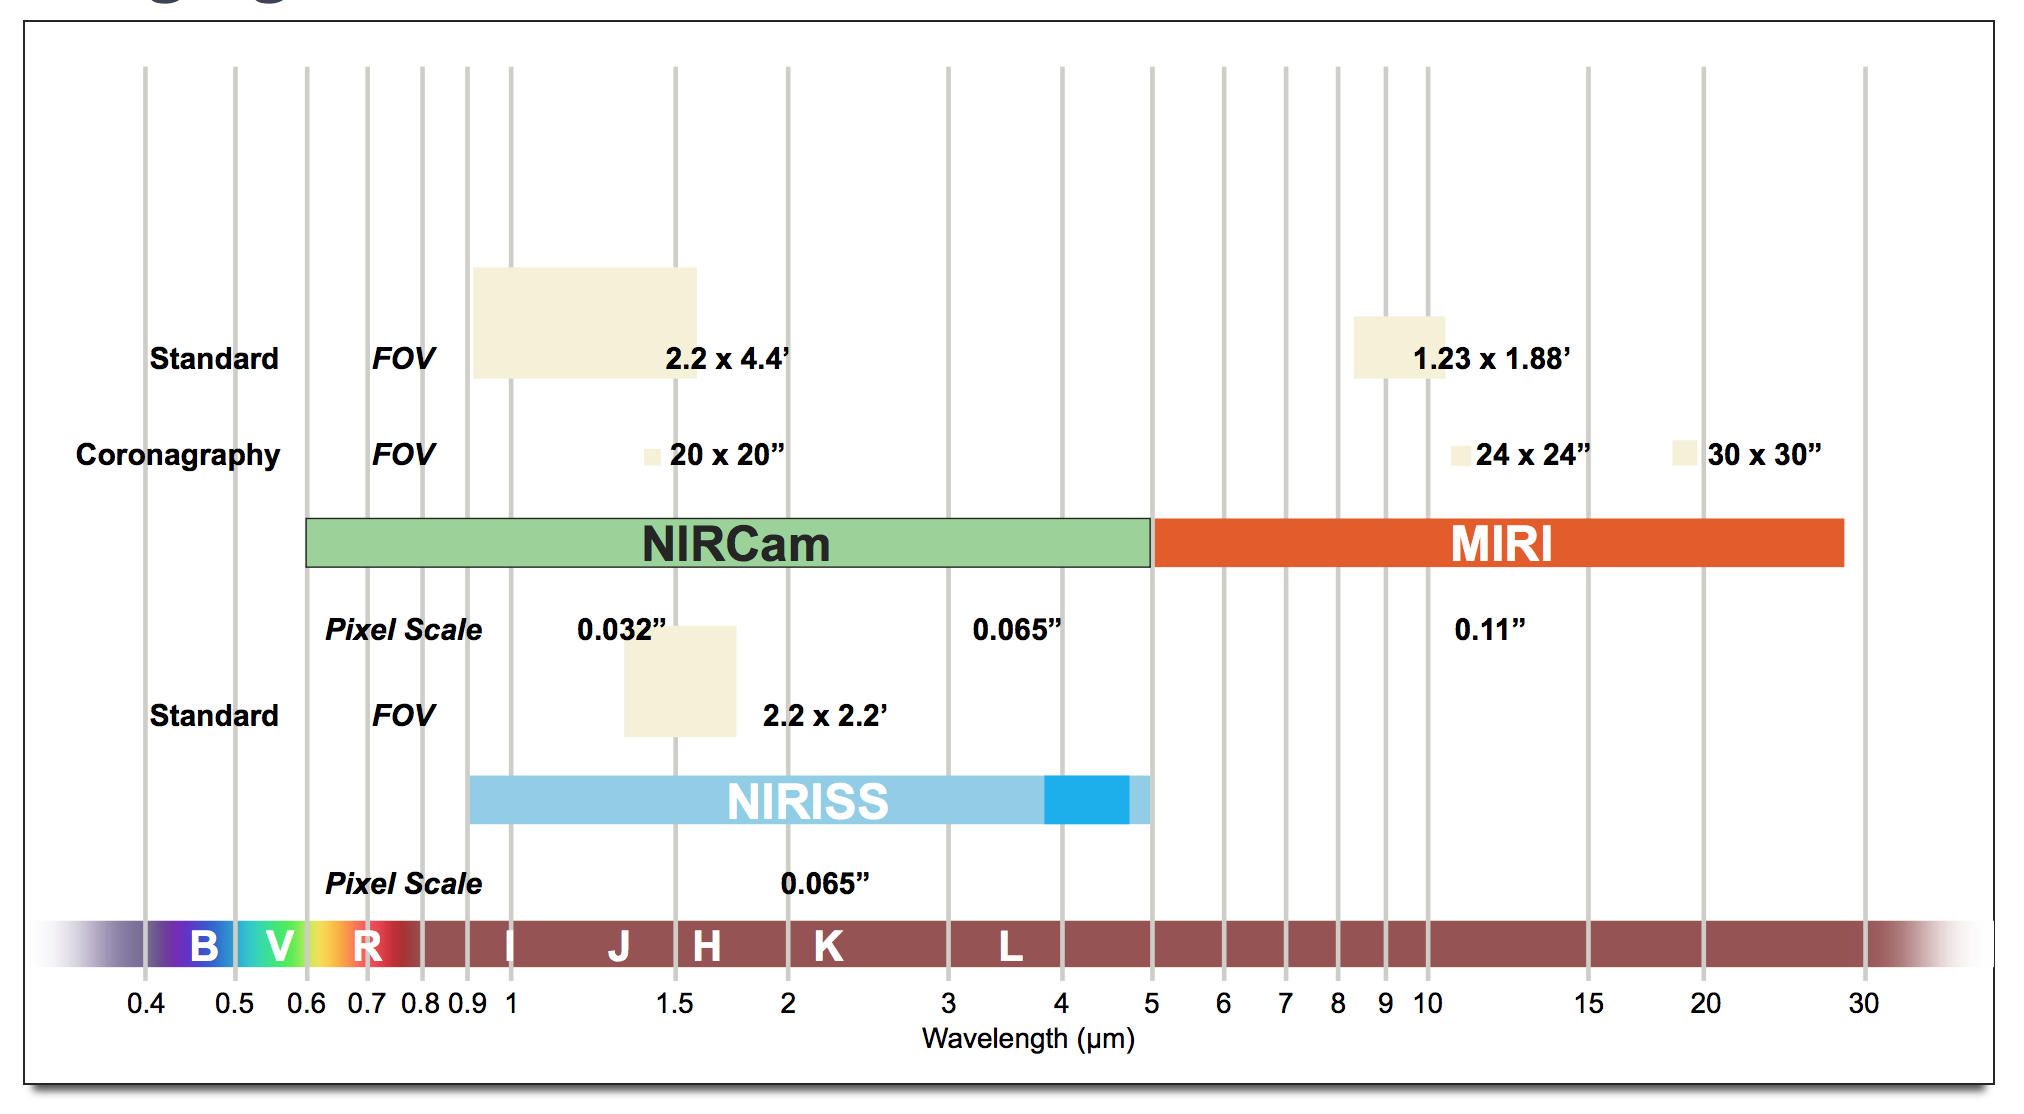 Standard FOV 2.2 x 4.4’ 1.23 x 1.88’
Coronagraphy FOV 20 x 20” 24 x 24” 30 x 30”
NIRCam MIRI
Pixel Scale 0.032” 0.065” 0.11”
Standard FOV 2.2 x 2.2’
NIRISS
Pixel Scale 0.065”
B V R I J H K L
0.4 0.5 0.6 0.7 0.8 0.9 1 1.5 2 3 4 5 6 7 8 9 10 15 20 30
Wavelength (µm)